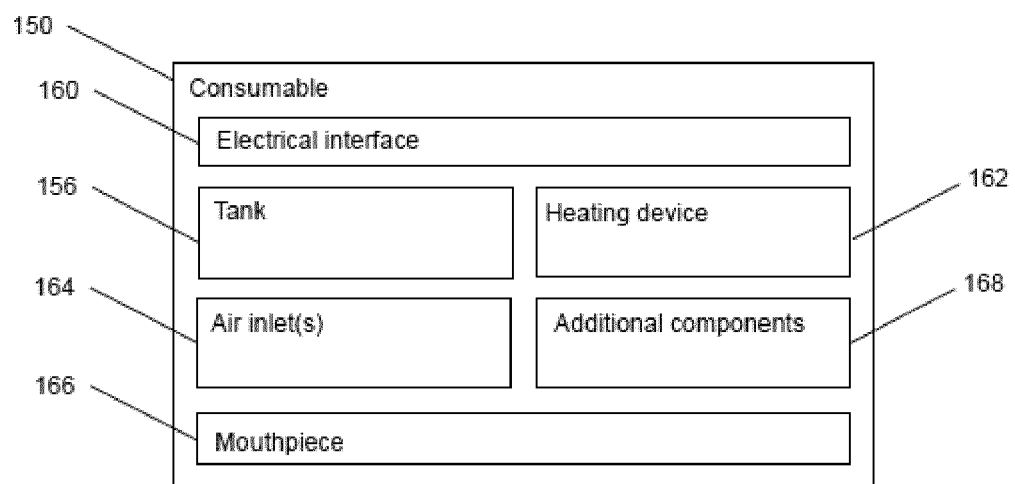 150
Consumable
160
Electrical interface
156
Tank
Heating device
162
164
Air inlet(s)
Additional components
168
166
Mouthpiece